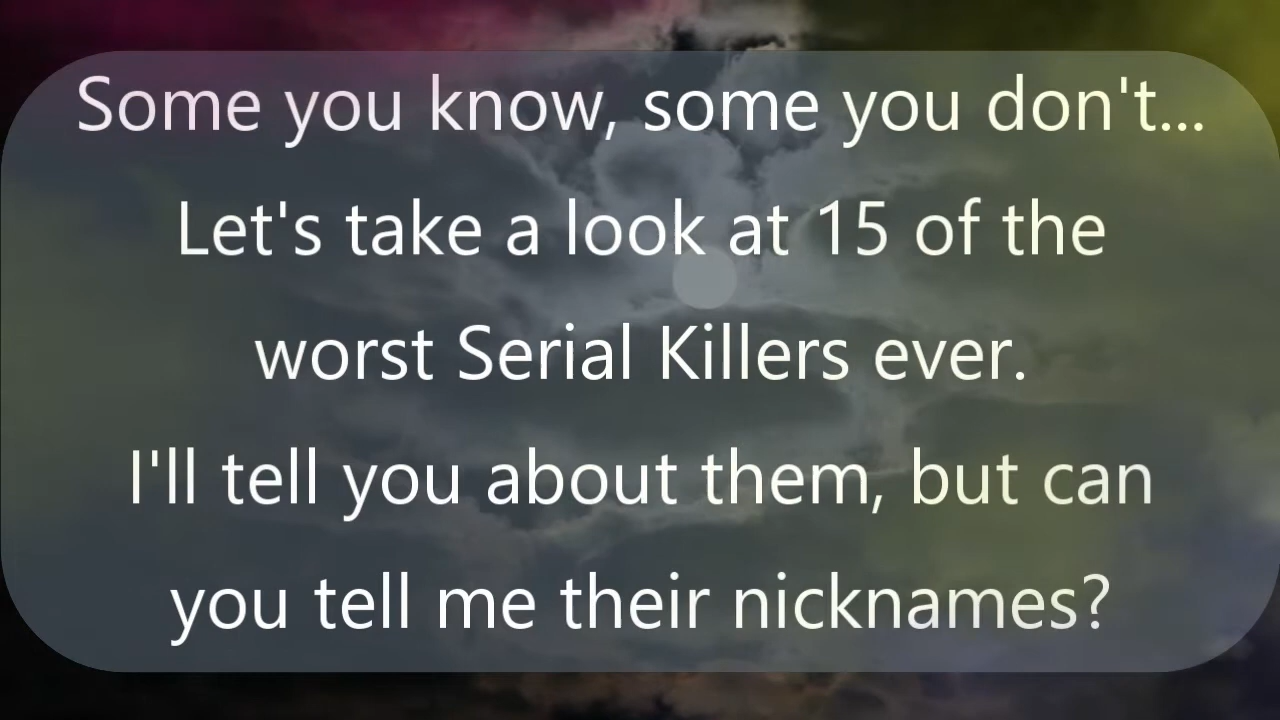 Some you know, some you don't...
Let's take a look at 15 of the
worst Serial Killers ever.
I'll tell you about them, but can
you tell me their nicknames?